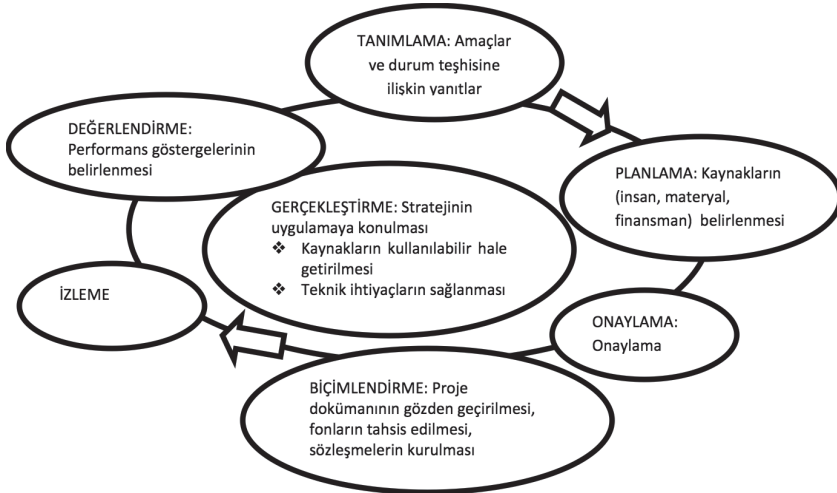 TANIMLAMA: Amaçlar
ve durum teşhisine
ilişkin yanıtlar
DEĞERLENDİRME:
Performans göstergelerinin
belirlenmesi
PLANLAMA: Kaynakların
(insan, materyal,
finansman) belirlenmesi
GERÇEKLEŞTİRME: Stratejinin
uygulamaya konulması
❖ Kaynakların kullanılabilir hale
getirilmesi
❖ Teknik ihtiyaçların sağlanması
İZLEME
ONAYLAMA:
Onaylama
BİÇİMLENDİRME: Proje
dokümanının gözden geçirilmesi,
fonların tahsis edilmesi,
sözleşmelerin kurulması